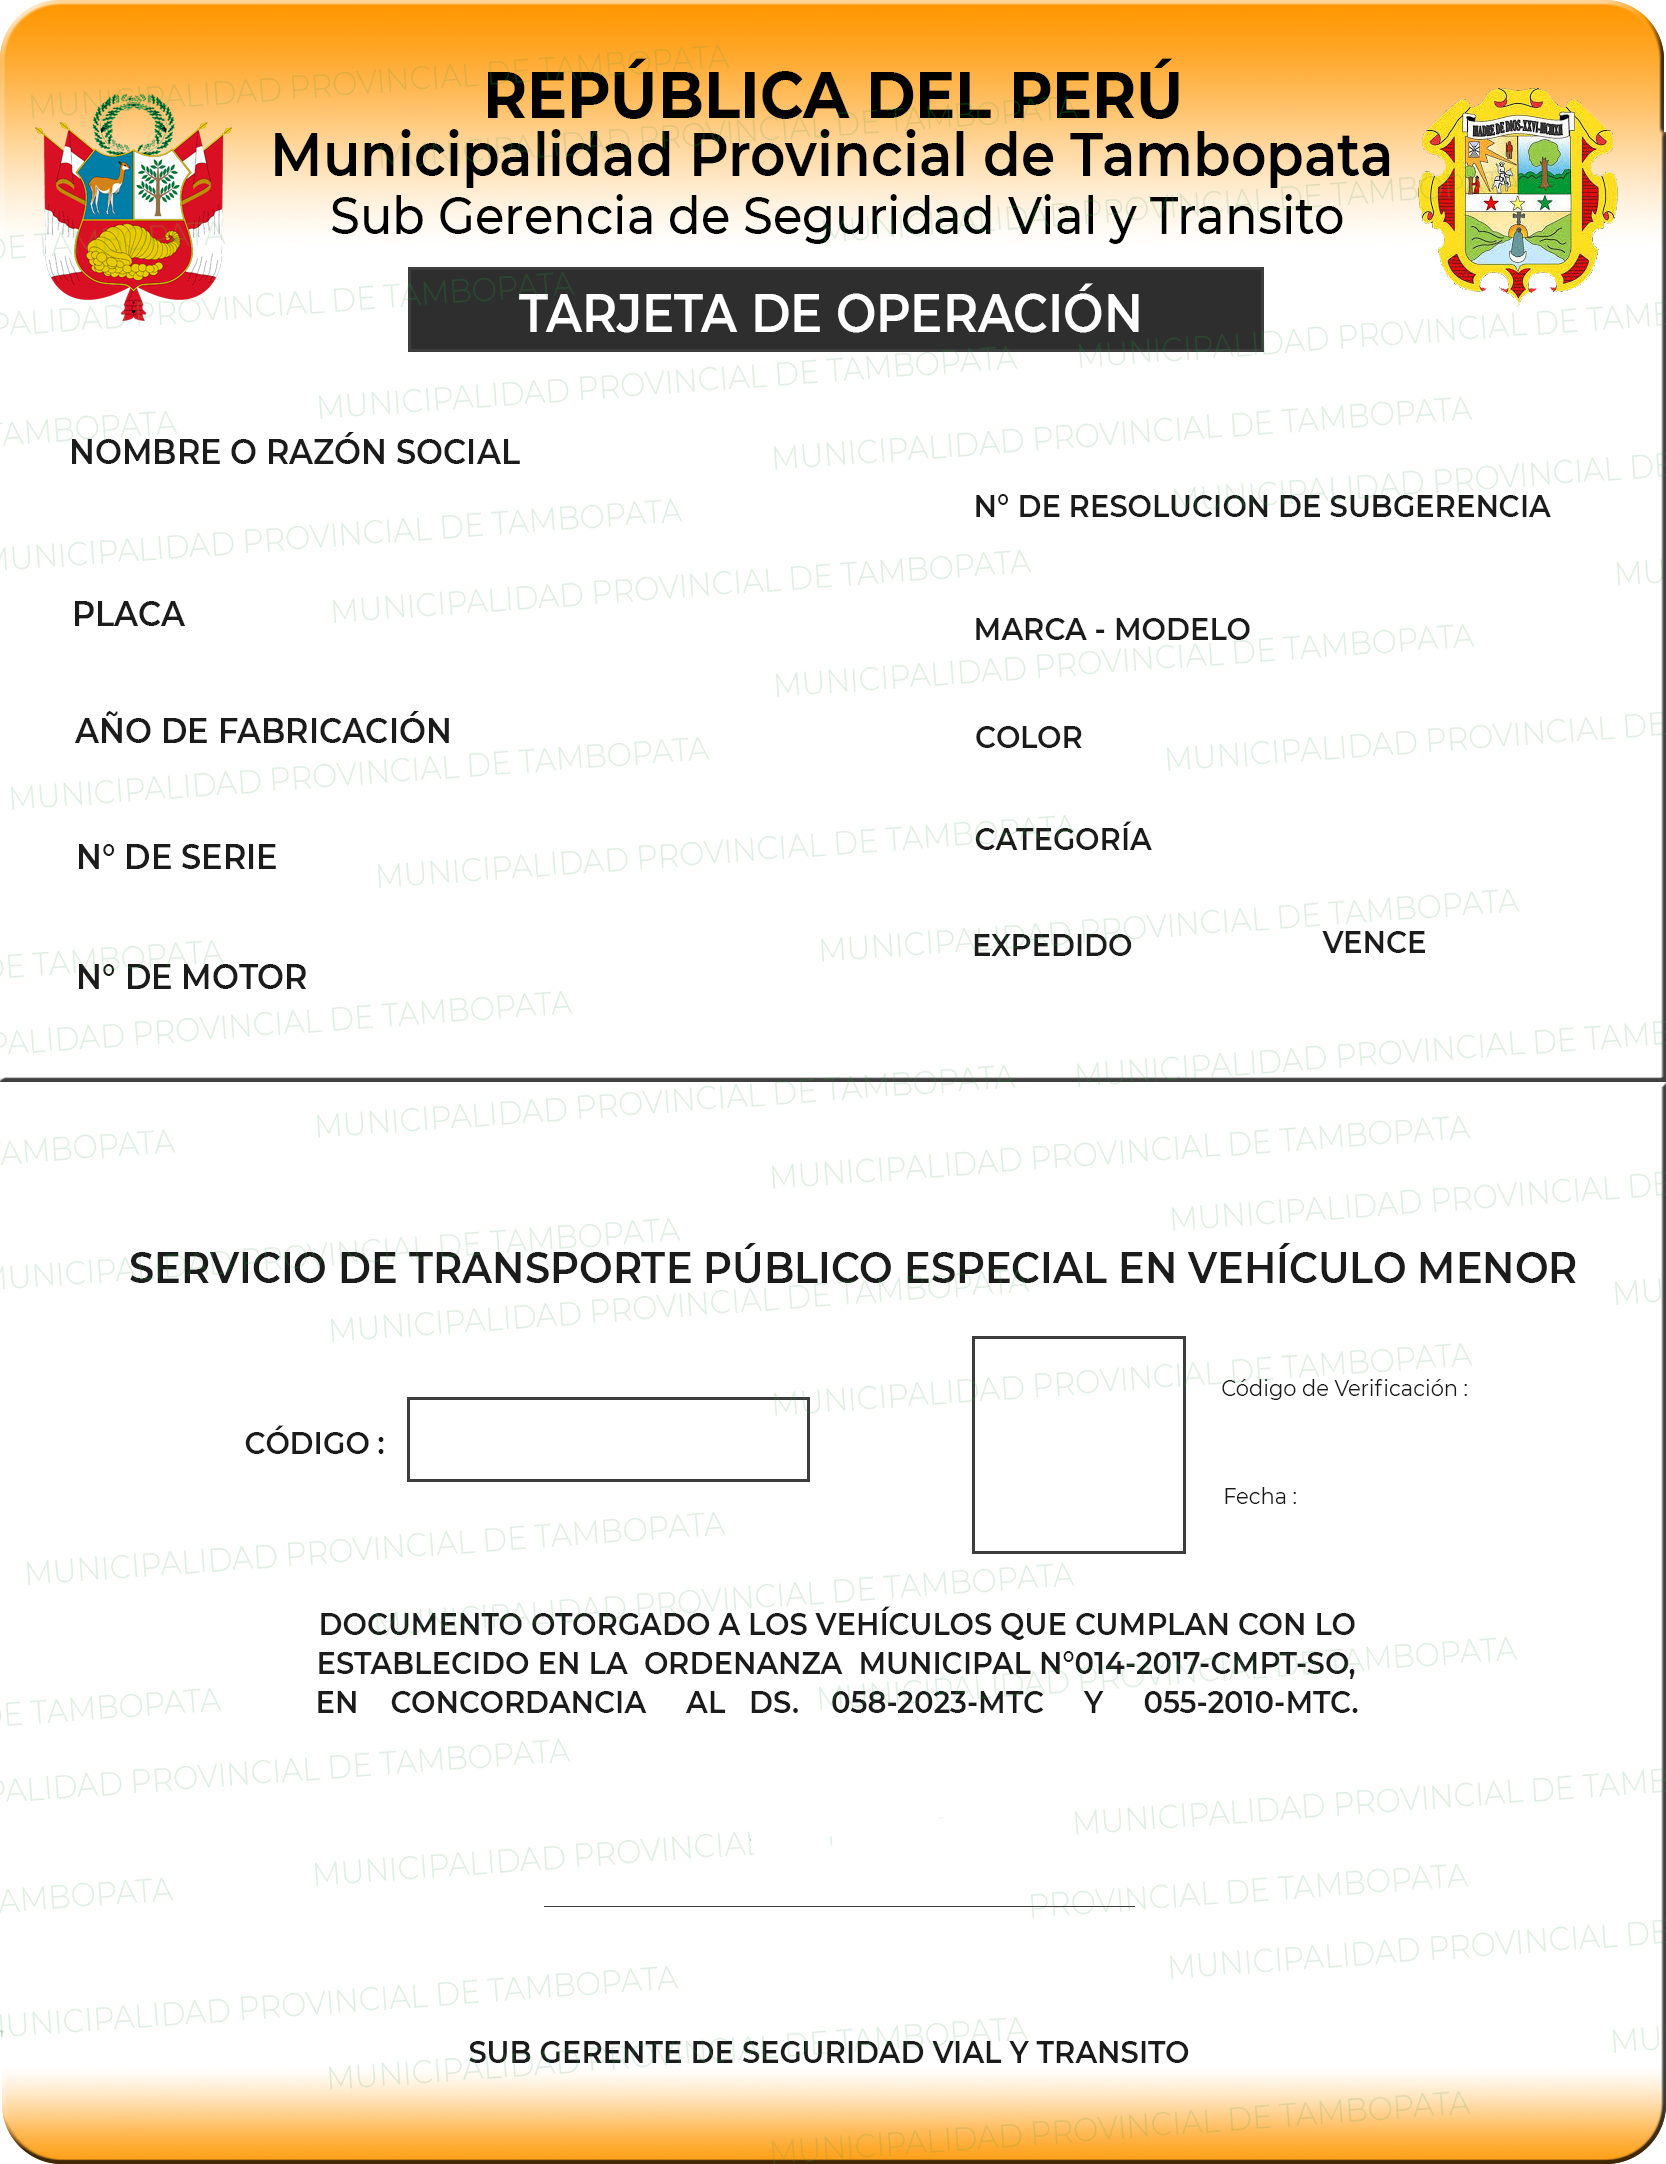 REPÚBLICA DEL PERÚ
Municipalidad Provincial de Tambopata
Sub Gerencia de Seguridad Vial y Transito
MADRE DE DIOS-XXVI-MCMXII
TARJETA DE OPERACIÓN
NOMBRE O RAZÓN SOCIAL
N° DE RESOLUCION DE SUBGERENCIA
PLACA
MARCA - MODELO
AÑO DE FABRICACIÓN
COLOR
N° DE SERIE
CATEGORÍA
N° DE MOTOR
EXPEDIDO
VENCE
SERVICIO DE TRANSPORTE PÚBLICO ESPECIAL EN VEHÍCULO MENOR
CÓDIGO :
Código de Verificación :
Fecha :
DOCUMENTO OTORGADO A LOS VEHÍCULOS QUE CUMPLAN CON LO
ESTABLECIDO EN LA ORDENANZA MUNICIPAL N°014-2017-CMPT-SO,
EN CONCORDANCIA AL DS. 058-2023-MTC Y 055-2010-MTC.
SUB GERENTE DE SEGURIDAD VIAL Y TRANSITO
MUNICIPALIDAD PROVINCIAL DE TAMBOPATA